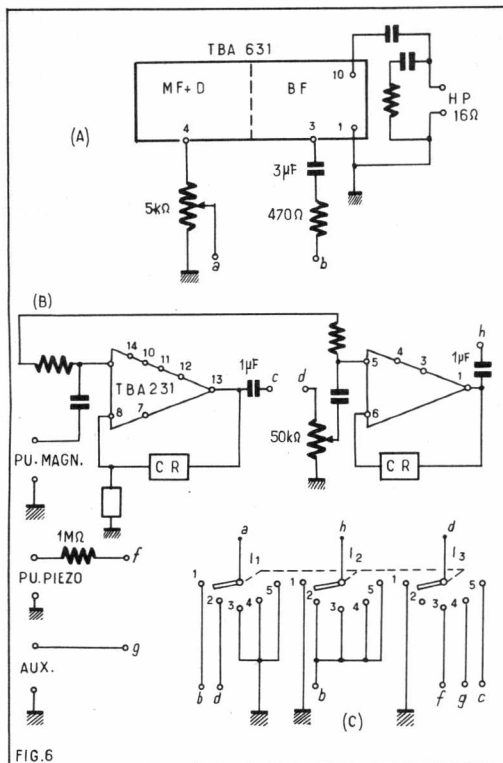 TBA 631
MF+D
BF
10
4
3
1
HP
16Ω
(A)
3μF
5kΩ
470Ω
a
b
(B)
14
10
11
12
13
TBA231
8
7
1μF
c
d
h
1μF
5
4
3
1
6
50kΩ
CR
CR
PU.MAGN.
1MΩ
f
PU.PIEZO
g
AUX.
a
h
d
I1
I2
I3
1
2
3
4
5
1
2
3
4
5
1
2
3
4
5
b
d
b
f
g
c
(C)
FIG.6